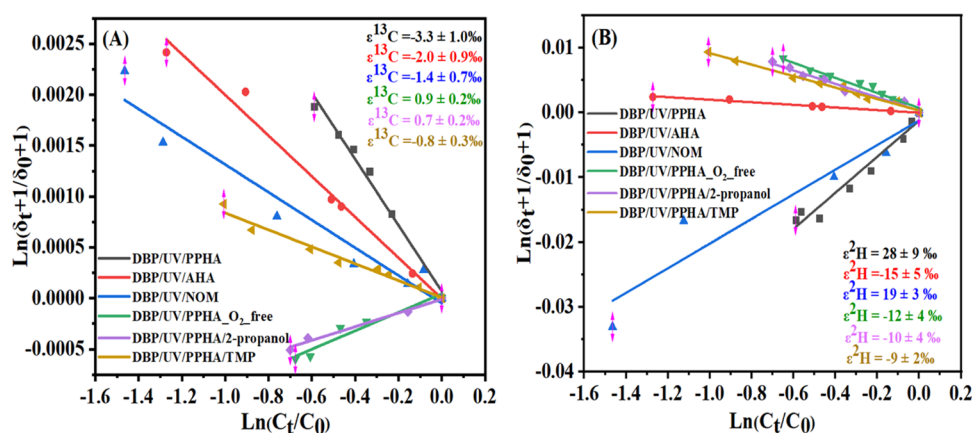 (A)
ε¹³C = -3.3 ± 1.0‰
ε¹³C = -2.0 ± 0.9‰
ε¹³C = -1.4 ± 0.7‰
ε¹³C = 0.9 ± 0.2‰
ε¹³C = 0.7 ± 0.2‰
ε¹³C = -0.8 ± 0.3‰
DBP/UV/PPHA
DBP/UV/AHA
DBP/UV/NOM
DBP/UV/PPHA_O₂_free
DBP/UV/PPHA/2-propanol
DBP/UV/PPHA/TMP
Ln(δt+1/δ0+1)
0.0025
0.0020
0.0015
0.0010
0.0005
0.0000
-0.0005
-1.6 -1.4 -1.2 -1.0 -0.8 -0.6 -0.4 -0.2 0.0 0.2
Ln(Ct/C0)
(B)
DBP/UV/PPHA
DBP/UV/AHA
DBP/UV/NOM
DBP/UV/PPHA_O₂_free
DBP/UV/PPHA/2-propanol
DBP/UV/PPHA/TMP
ε²H = 28 ± 9 ‰
ε²H = -15 ± 5 ‰
ε²H = 19 ± 3 ‰
ε²H = -12 ± 4 ‰
ε²H = -10 ± 4 ‰
ε²H = -9 ± 2‰
Ln(δt+1/δ0+1)
0.01
0.00
-0.01
-0.02
-0.03
-0.04
-1.6 -1.4 -1.2 -1.0 -0.8 -0.6 -0.4 -0.2 0.0 0.2
Ln(Ct/C0)